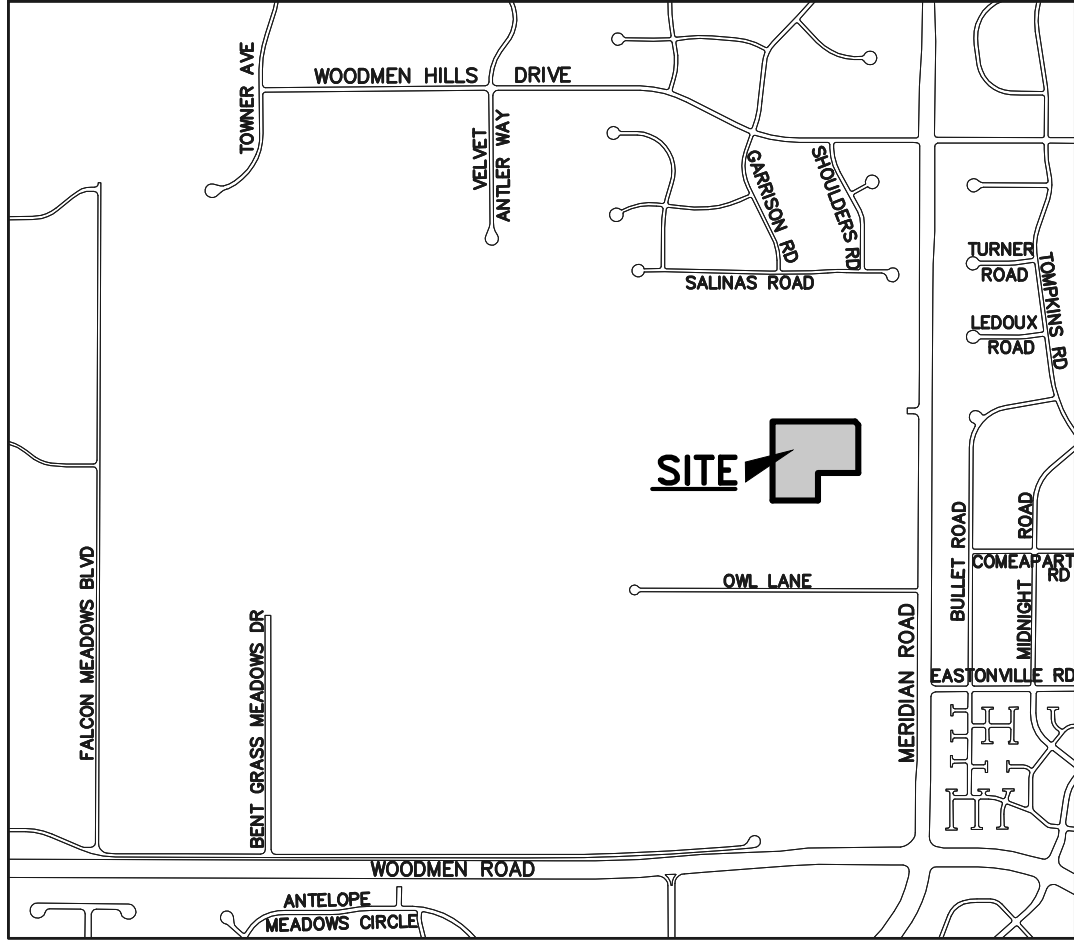 TOWNER AVE
WOODMEN HILLS DRIVE
VELVET
ANTLER WAY
GARRISON RD
SHOULDERS RD
SALINAS ROAD
TURNER
ROAD
TOMPKINS RD
LEDOUX
ROAD
SITE
FALCON MEADOWS BLVD
BENT GRASS MEADOWS DR
OWL LANE
MERIDIAN ROAD
BULLET ROAD
MIDNIGHT ROAD
COMEAPART
RD
EASTONVILLE RD
WOODMEN ROAD
ANTELOPE
MEADOWS CIRCLE